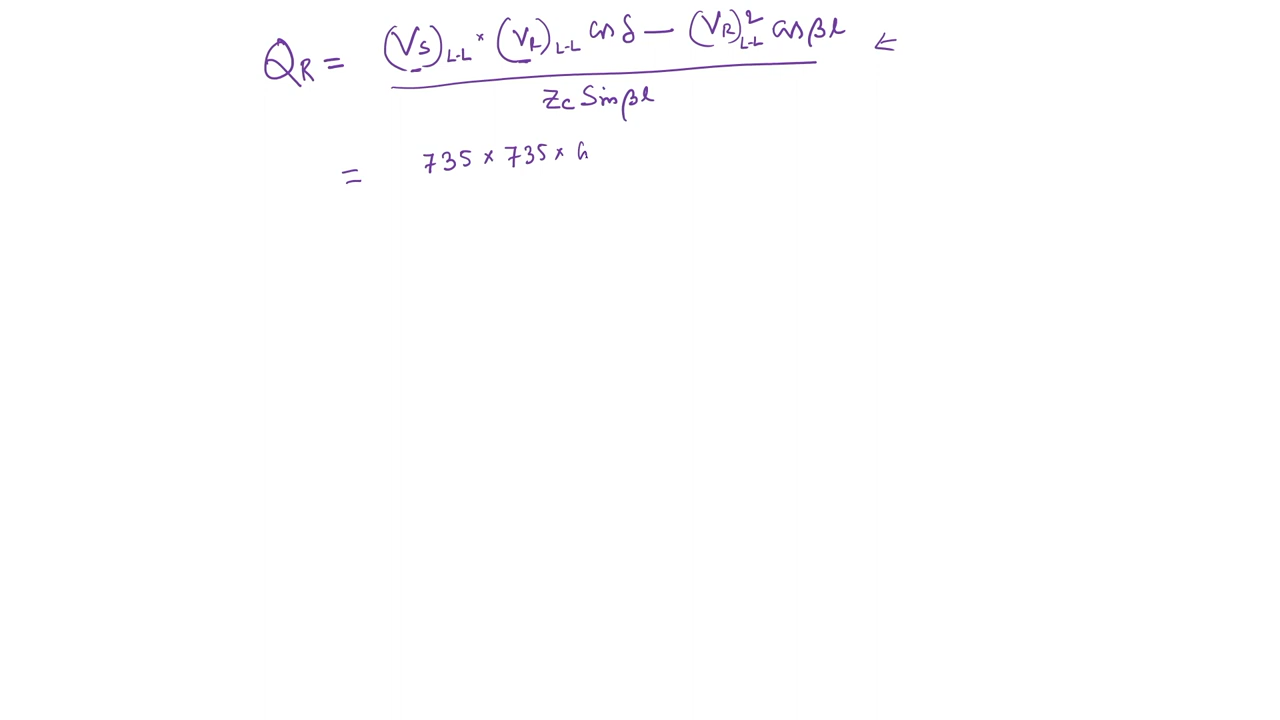 Q_R = (V_S)_{L-L} × (V_R)_{L-L} cos δ − (V_R)²_{L-L} cos βl ←
Z_C Sin βl
= 735 × 735 ×